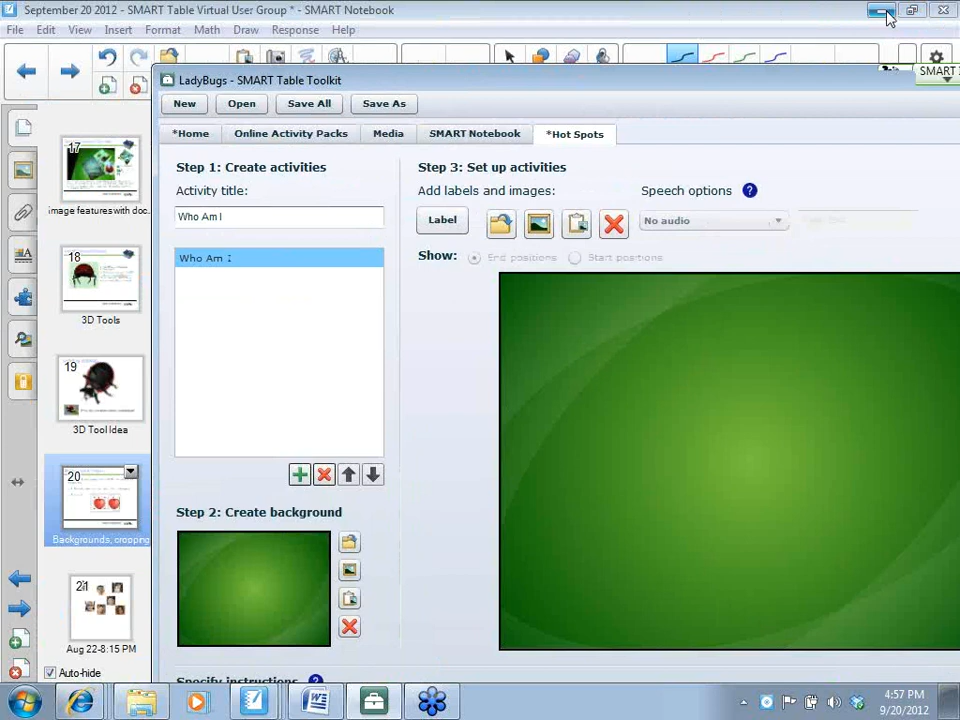 September 20 2012 - SMART Table Virtual User Group * - SMART Notebook
File Edit View Insert Format Math Draw Response Help
SMART
LadyBugs - SMART Table Toolkit
New Open Save All Save As
*Home Online Activity Packs Media SMART Notebook *Hot Spots
Step 1: Create activities
Activity title:
Who Am I
Who Am I
Step 2: Create background
Specify instructions
Step 3: Set up activities
Add labels and images: Speech options ?
Label
No audio
Show: End positions Start positions
17
image features with doc.
18
3D Tools
19
3D Tool Idea
20
Backgrounds, cropping
21
Aug 22-8:15 PM
Auto-hide
4:57 PM
9/20/2012